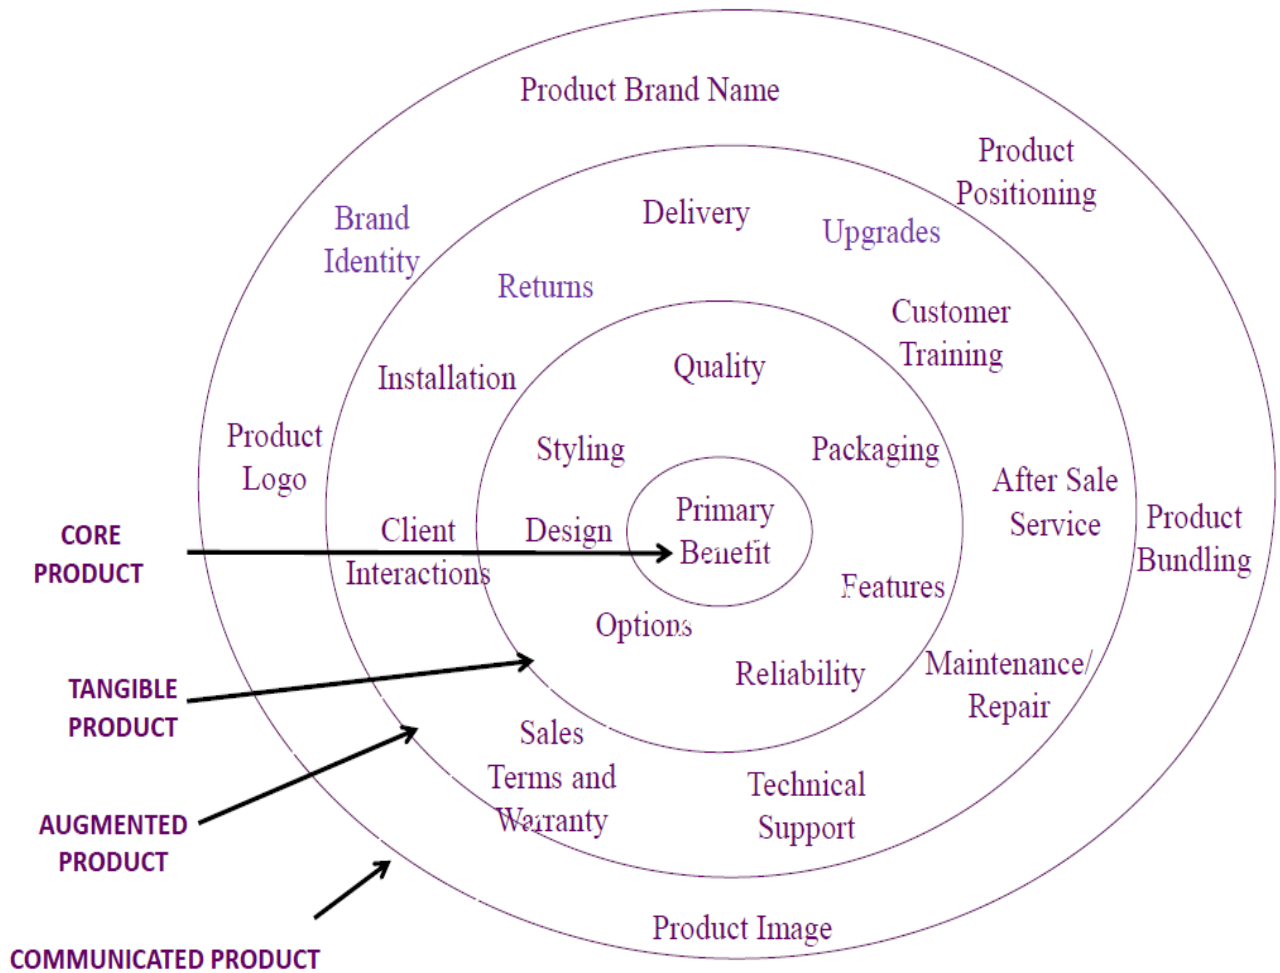 Product Brand Name
Product
Positioning
Brand
Identity
Delivery
Upgrades
Returns
Customer
Training
Installation
Quality
Product
Logo
Styling
Packaging
After Sale
Service
Product
Bundling
Client
Interactions
Design
Primary
Benefit
CORE
PRODUCT
Features
Options
Reliability
Maintenance/
Repair
TANGIBLE
PRODUCT
Sales
Terms and
Warranty
Technical
Support
AUGMENTED
PRODUCT
Product Image
COMMUNICATED PRODUCT